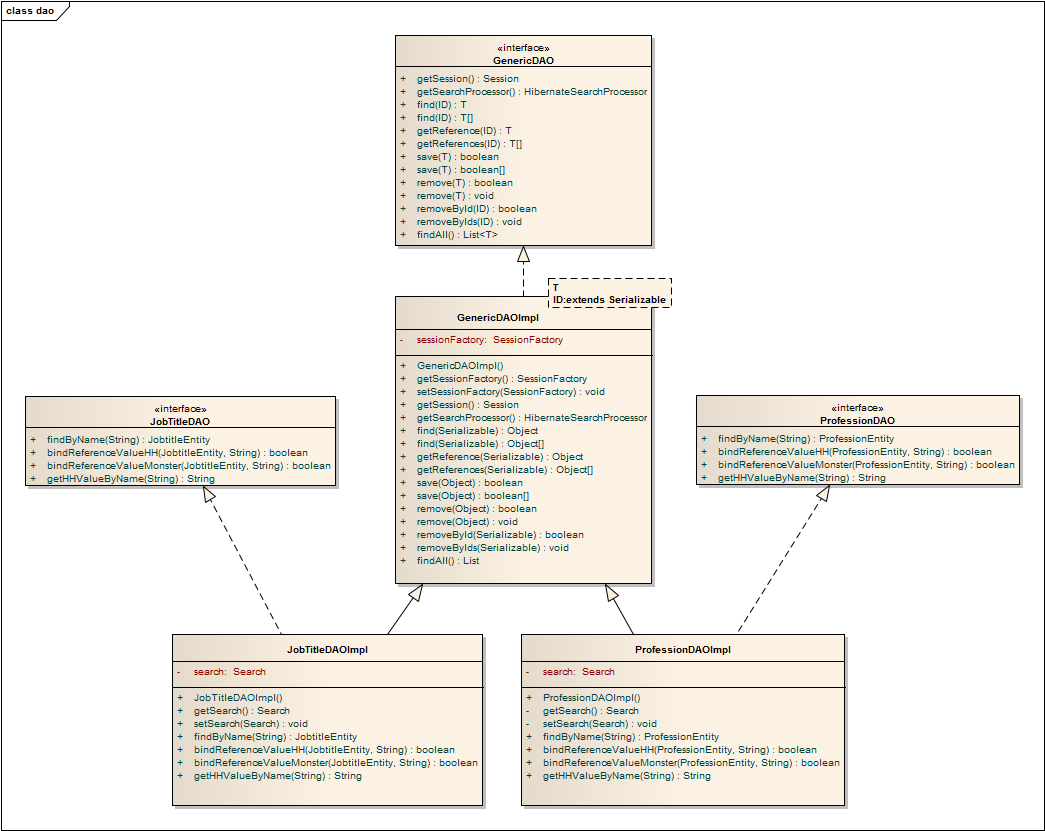 class dao
«interface»
GenericDAO
+ getSession() : Session
+ getSearchProcessor() : HibernateSearchProcessor
+ find(ID) : T
+ find(ID) : T[]
+ getReference(ID) : T
+ getReferences(ID) : T[]
+ save(T) : boolean
+ save(T) : boolean[]
+ remove(T) : boolean
+ remove(T) : void
+ removeById(ID) : boolean
+ removeByIds(ID) : void
+ findAll() : List<T>
T
ID:extends Serializable
GenericDAOImpl
- sessionFactory: SessionFactory
+ GenericDAOImpl()
+ getSessionFactory() : SessionFactory
+ setSessionFactory(SessionFactory) : void
+ getSession() : Session
+ getSearchProcessor() : HibernateSearchProcessor
+ find(Serializable) : Object
+ find(Serializable) : Object[]
+ getReference(Serializable) : Object
+ getReferences(Serializable) : Object[]
+ save(Object) : boolean
+ save(Object) : boolean[]
+ remove(Object) : boolean
+ remove(Object) : void
+ removeById(Serializable) : boolean
+ removeByIds(Serializable) : void
+ findAll() : List
«interface»
JobTitleDAO
+ findByName(String) : JobtitleEntity
+ bindReferenceValueHH(JobtitleEntity, String) : boolean
+ bindReferenceValueMonster(JobtitleEntity, String) : boolean
+ getHHValueByName(String) : String
«interface»
ProfessionDAO
+ findByName(String) : ProfessionEntity
+ bindReferenceValueHH(ProfessionEntity, String) : boolean
+ bindReferenceValueMonster(ProfessionEntity, String) : boolean
+ getHHValueByName(String) : String
JobTitleDAOImpl
- search: Search
+ JobTitleDAOImpl()
+ getSearch() : Search
+ setSearch(Search) : void
+ findByName(String) : JobtitleEntity
+ bindReferenceValueHH(JobtitleEntity, String) : boolean
+ bindReferenceValueMonster(JobtitleEntity, String) : boolean
+ getHHValueByName(String) : String
ProfessionDAOImpl
- search: Search
+ ProfessionDAOImpl()
- getSearch() : Search
- setSearch(Search) : void
+ findByName(String) : ProfessionEntity
+ bindReferenceValueHH(ProfessionEntity, String) : boolean
+ bindReferenceValueMonster(ProfessionEntity, String) : boolean
+ getHHValueByName(String) : String